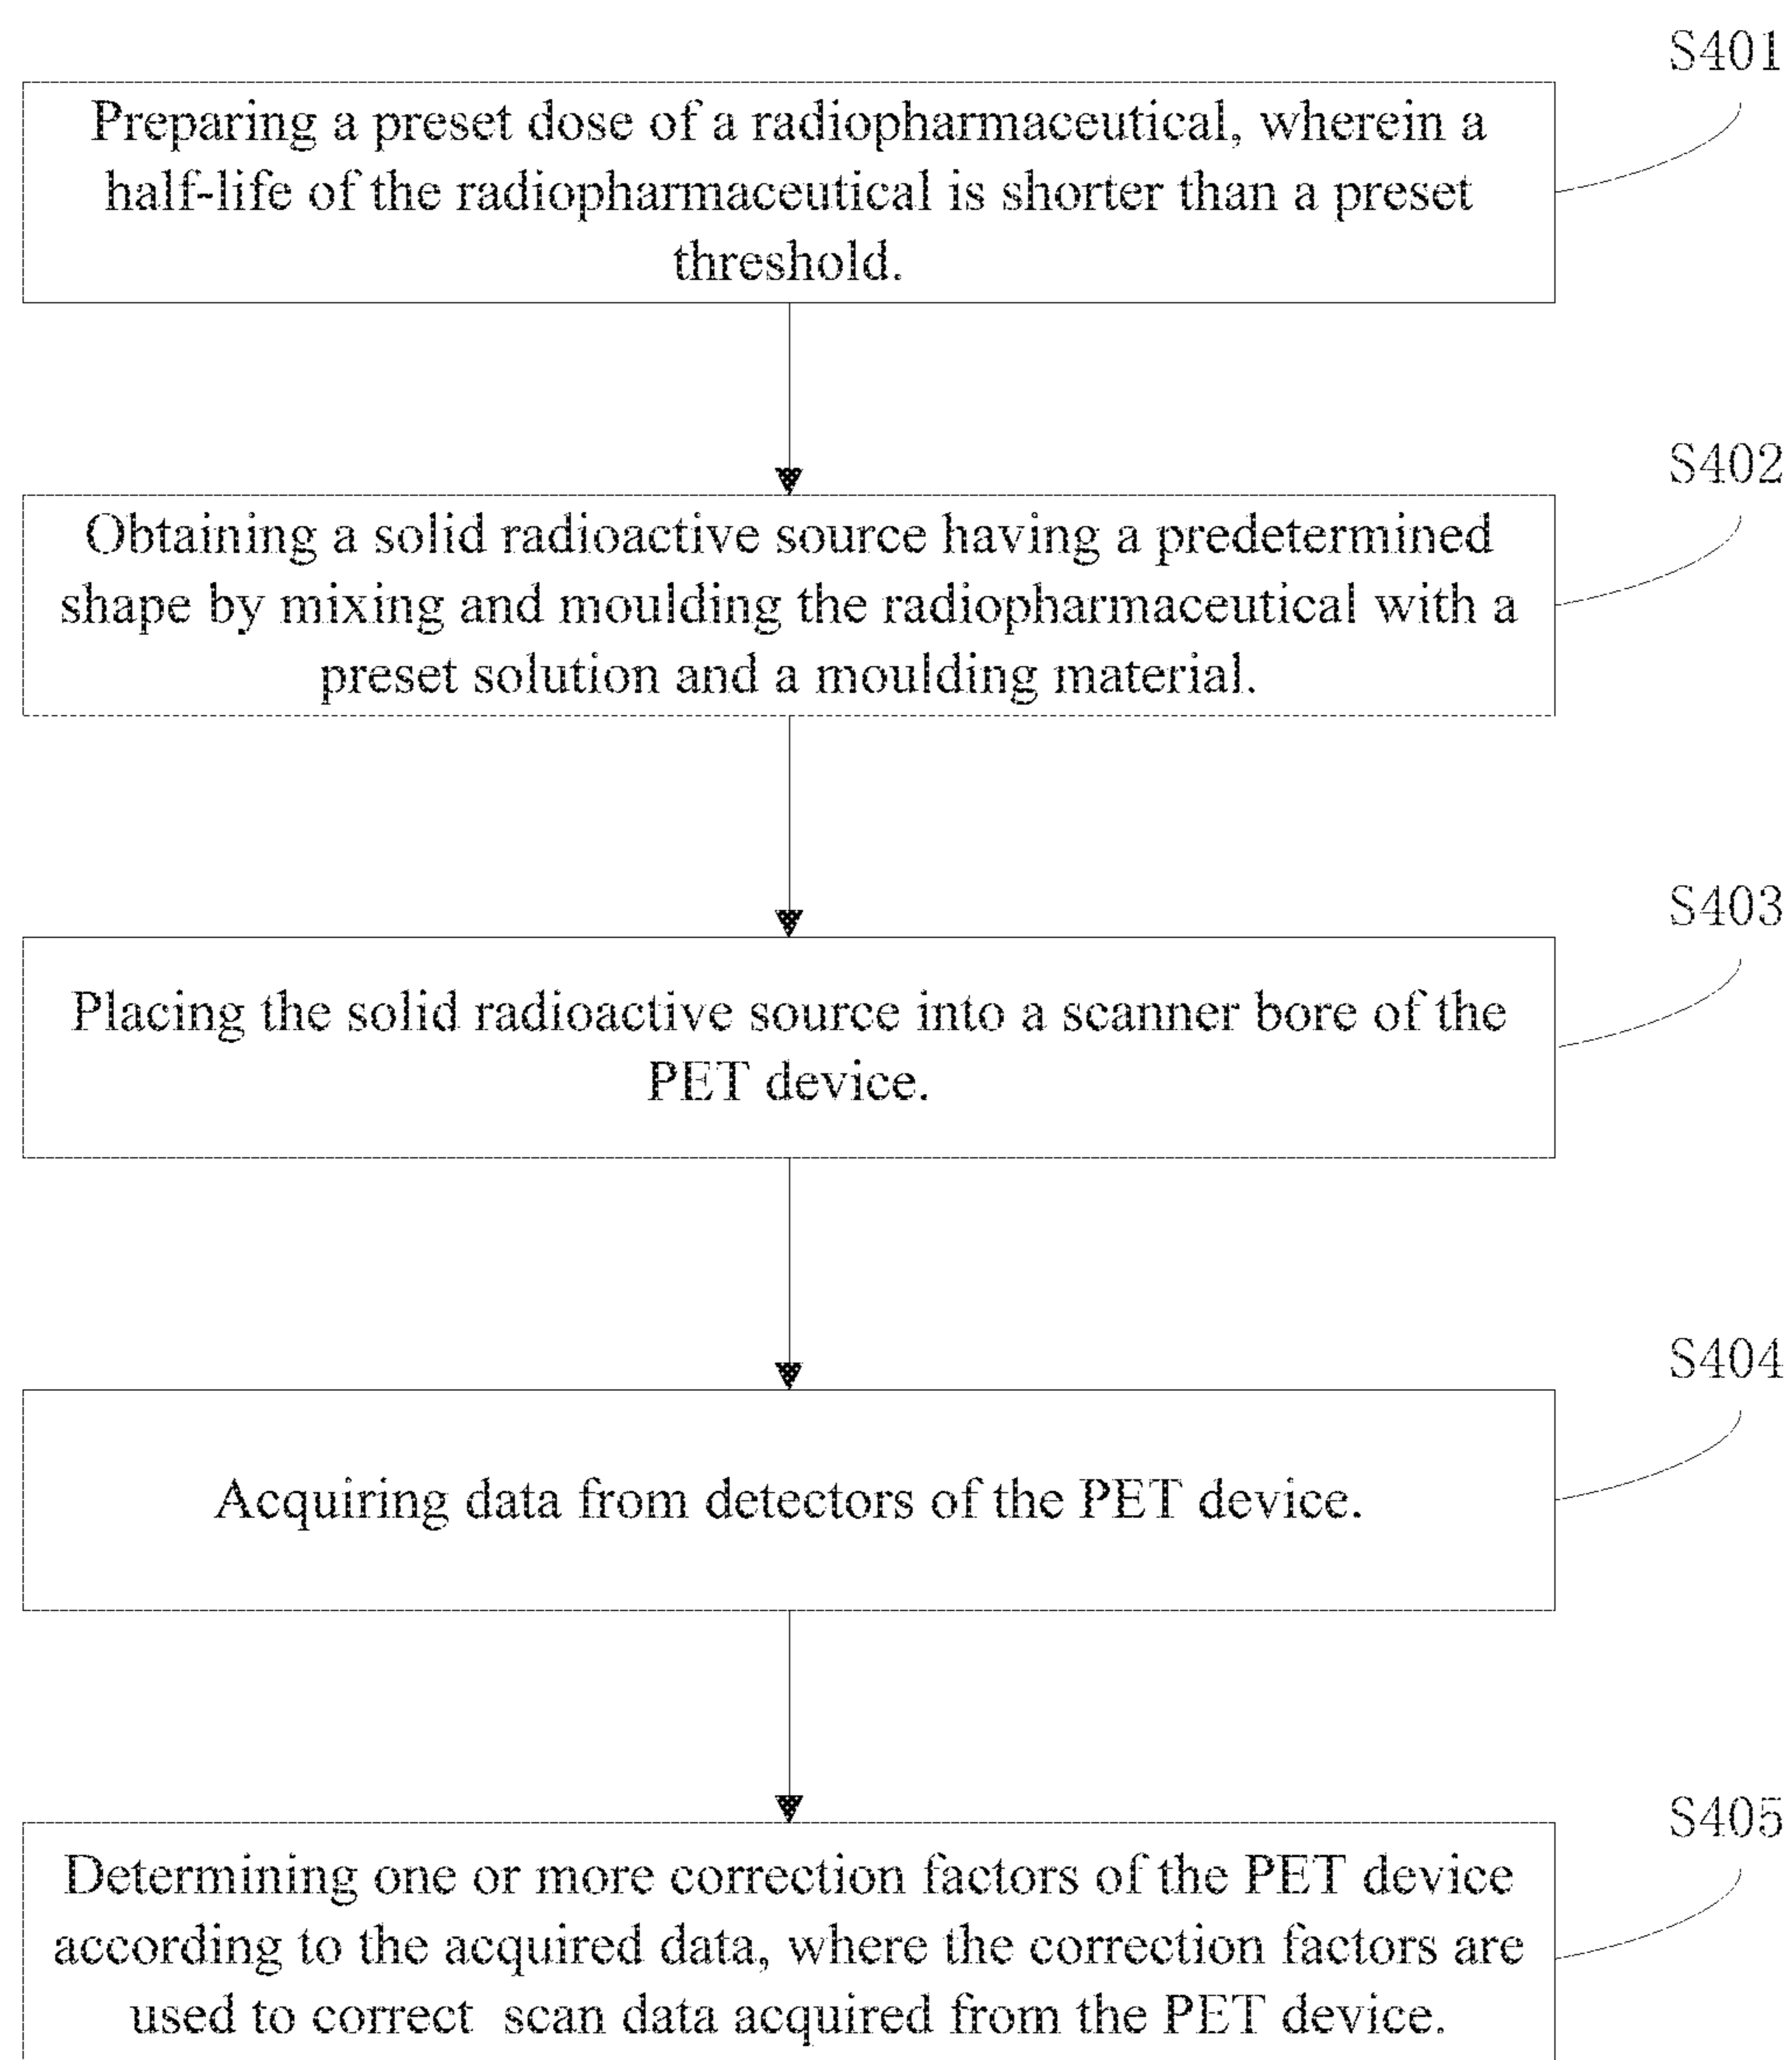 S401
Preparing a preset dose of a radiopharmaceutical, wherein a
half-life of the radiopharmaceutical is shorter than a preset
threshold.
S402
Obtaining a solid radioactive source having a predetermined
shape by mixing and moulding the radiopharmaceutical with a
preset solution and a moulding material.
S403
Placing the solid radioactive source into a scanner bore of the
PET device.
S404
Acquiring data from detectors of the PET device.
S405
Determining one or more correction factors of the PET device
according to the acquired data, where the correction factors are
used to correct scan data acquired from the PET device.